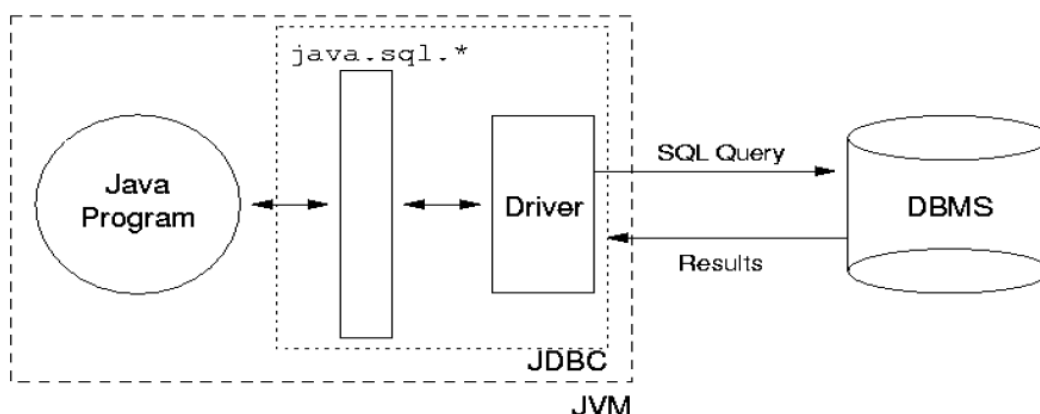 java.sql.*
Java
Program
Driver
SQL Query
Results
DBMS
JDBC
JVM